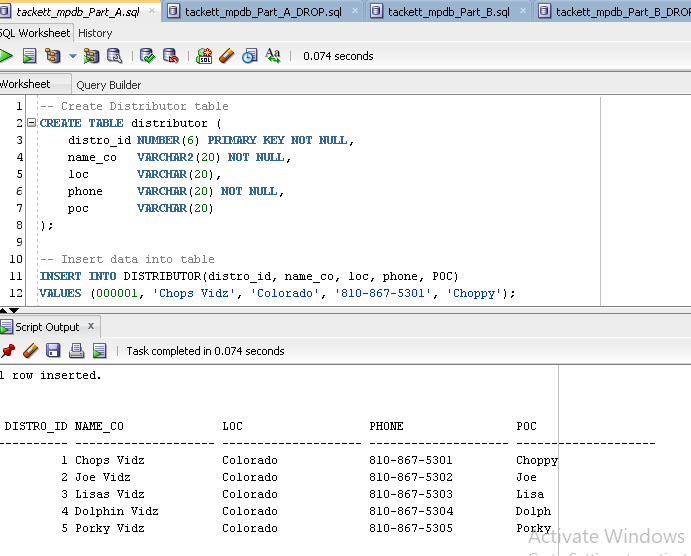 tackett_mpdb_Part_A.sql tackett_mpdb_Part_A_DROP.sql tackett_mpdb_Part_B.sql tackett_mpdb_Part_B_DROP
SQL Worksheet History
0.074 seconds
Worksheet Query Builder
1 -- Create Distributor table
2 CREATE TABLE distributor (
3 distro_id NUMBER(6) PRIMARY KEY NOT NULL,
4 name_co VARCHAR2(20) NOT NULL,
5 loc VARCHAR(20),
6 phone VARCHAR(20) NOT NULL,
7 poc VARCHAR(20)
8 );
9
10 -- Insert data into table
11 INSERT INTO DISTRIBUTOR(distro_id, name_co, loc, phone, POC)
12 VALUES (000001, 'Chops Vidz', 'Colorado', '810-867-5301', 'Choppy');
Script Output x
Task completed in 0.074 seconds
1 row inserted.
DISTRO_ID NAME_CO LOC PHONE POC
---------- -------------------- -------------------- -------------------- --------------------
1 Chops Vidz Colorado 810-867-5301 Choppy
2 Joe Vidz Colorado 810-867-5302 Joe
3 Lisas Vidz Colorado 810-867-5303 Lisa
4 Dolphin Vidz Colorado 810-867-5304 Dolph
5 Porky Vidz Colorado 810-867-5305 Porky
Activate Windows